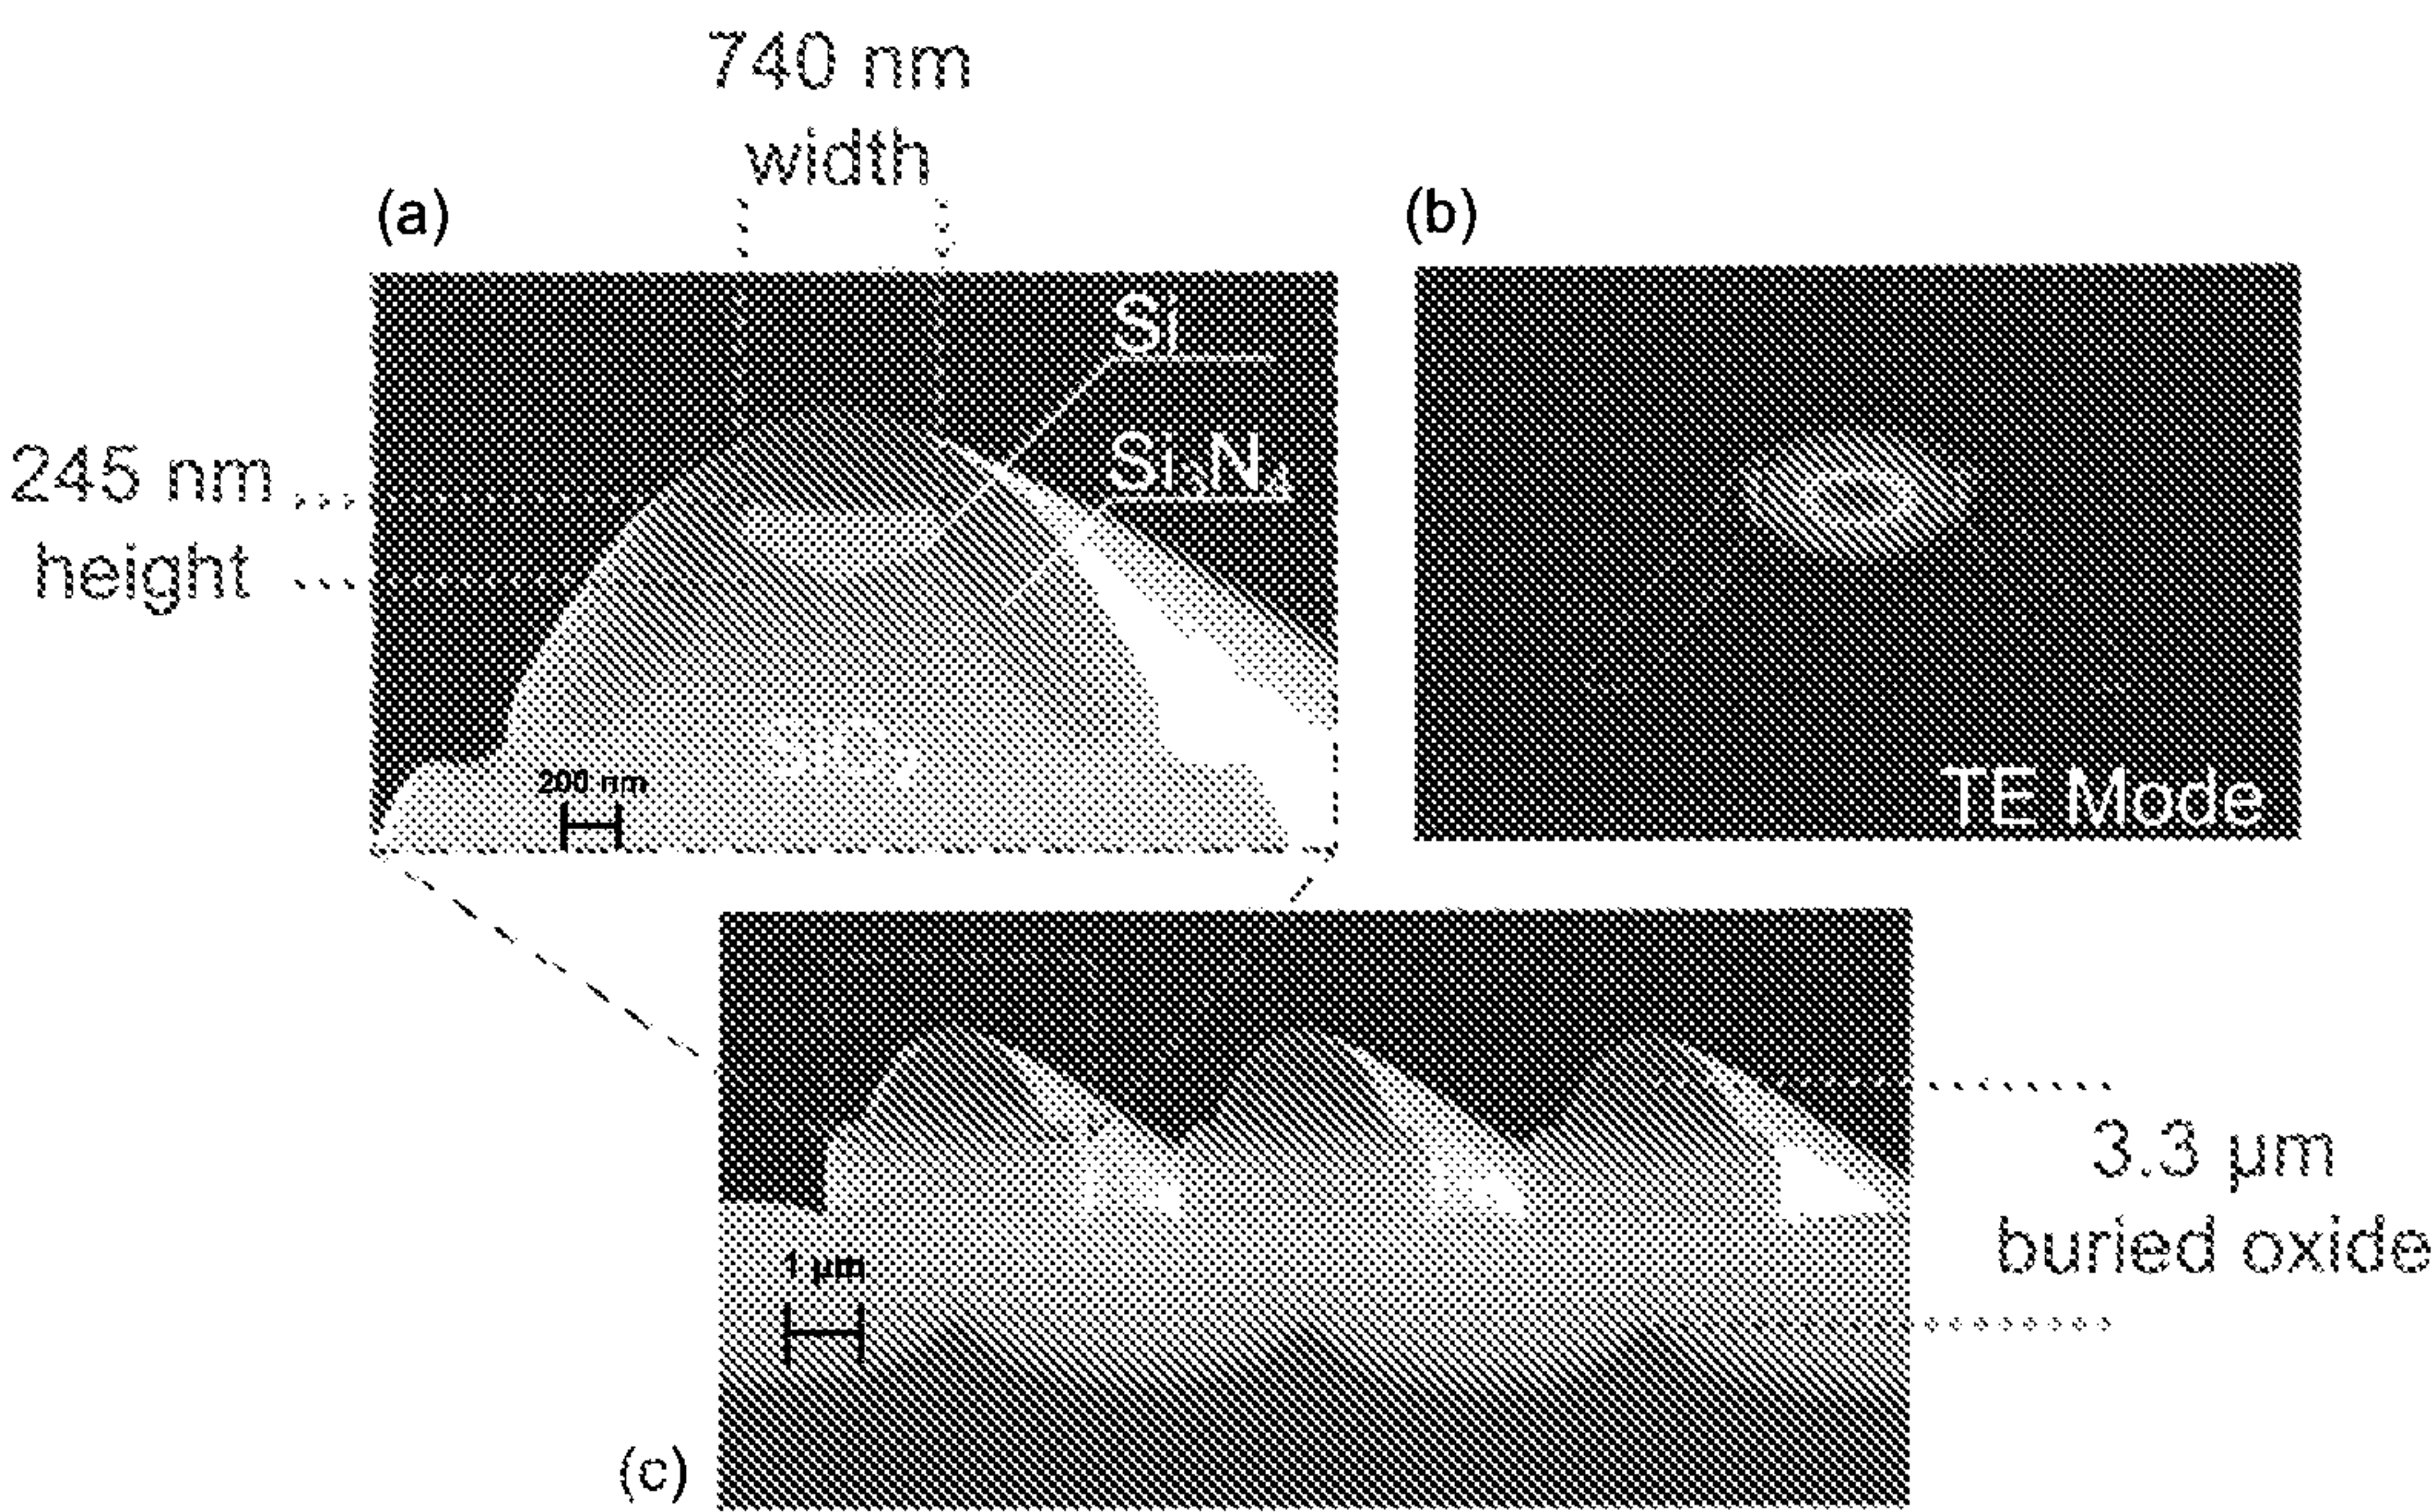 740 nm
width
(a)
(b)
Si
Si₃N₄
245 nm
height
SiO₂
200 nm
TE Mode
1 µm
3.3 µm
buried oxide
(c)